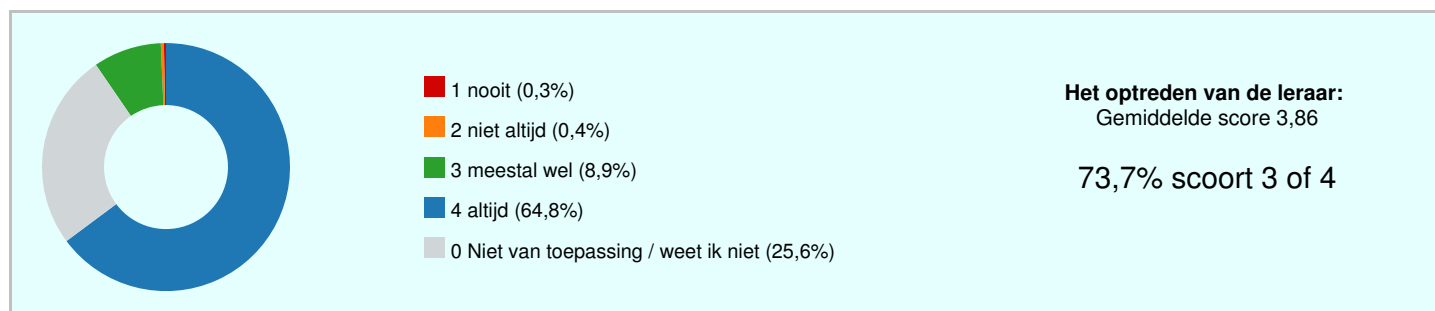 1 nooit (0,3%)
2 niet altijd (0,4%)
3 meestal wel (8,9%)
4 altijd (64,8%)
0 Niet van toepassing / weet ik niet (25,6%)
Het optreden van de leraar:
Gemiddelde score 3,86
73,7% scoort 3 of 4